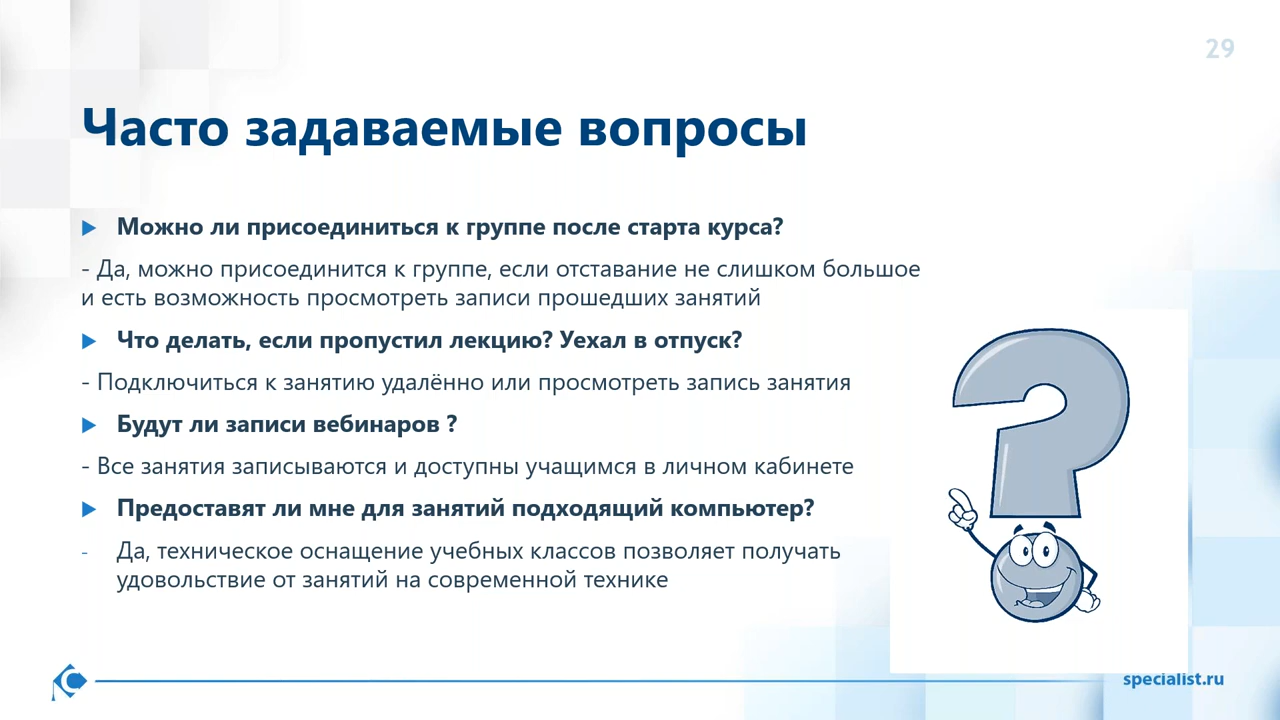 29
Часто задаваемые вопросы
Можно ли присоединиться к группе после старта курса?
- Да, можно присоединится к группе, если отставание не слишком большое
и есть возможность просмотреть записи прошедших занятий
Что делать, если пропустил лекцию? Уехал в отпуск?
- Подключиться к занятию удалённо или просмотреть запись занятия
Будут ли записи вебинаров ?
- Все занятия записываются и доступны учащимся в личном кабинете
Предоставят ли мне для занятий подходящий компьютер?
- Да, техническое оснащение учебных классов позволяет получать
удовольствие от занятий на современной технике
specialist.ru